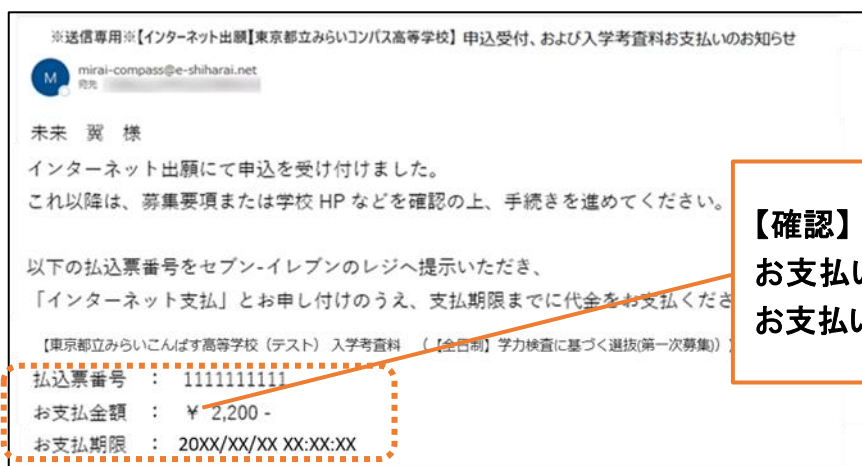 ※送信専用※【インターネット出願【東京都立みらいコンパス高等学校】 申込受付、および入学考査料お支払いのお知らせ
M
mirai-compass@e-shiharai.net
宛先
未来 翼 様
インターネット出願にて申込を受け付けました。
これ以降は、募集要項または学校 HP などを確認の上、手続きを進めてください。
以下の払込票番号をセブン-イレブンのレジへ提示いただき、
「インターネット支払」とお申し付けのうえ、支払期限までに代金をお支払くださ
【東京都立みらいこんぱす高等学校（テスト） 入学考査料 （【全日制】学力検査に基づく選抜(第一次募集)）】
払込票番号 ： 1111111111
お支払金額 ： ￥ 2,200 -
お支払期限 ： 20XX/XX/XX XX:XX:XX
【確認】
お支払い
お支払い